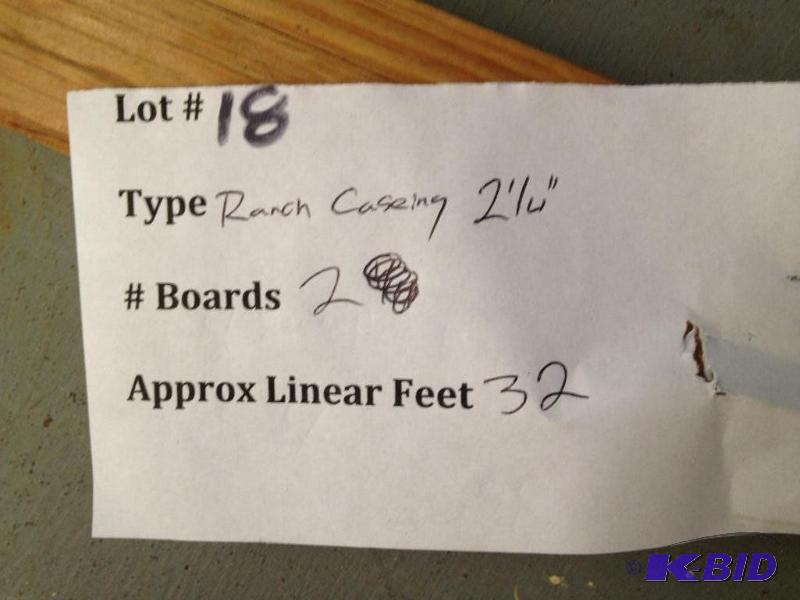 Lot # 18
Type Ranch Caseing 2 1/4"
# Boards 2
Approx Linear Feet 32
© K-BID